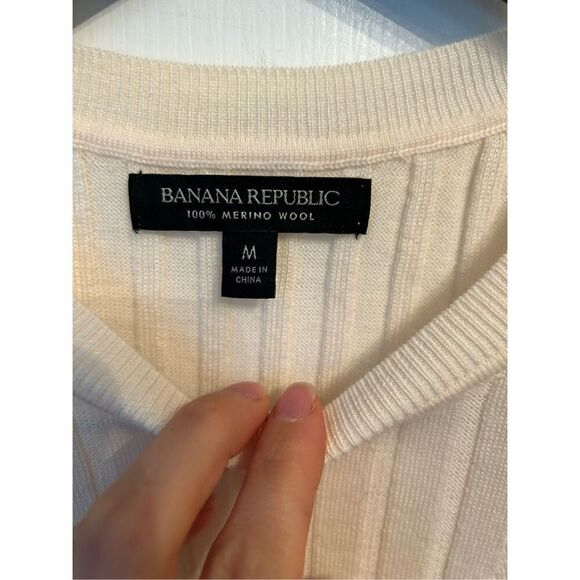 BANANA REPUBLIC
100% MERINO WOOL
M
MADE IN
CHINA